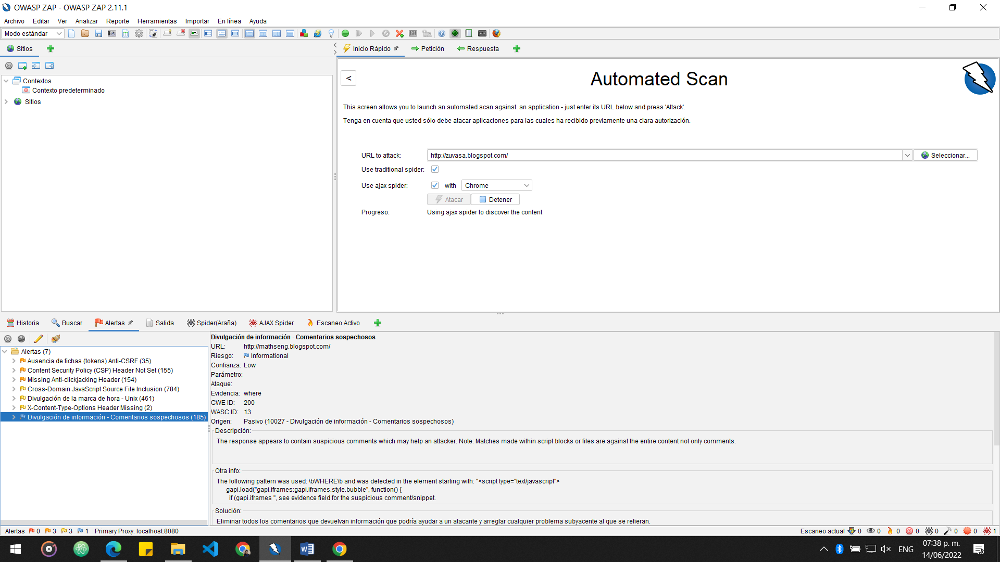 OWASP ZAP - OWASP ZAP 2.11.1
Archivo Editar Ver Analizar Reporte Herramientas Importar En línea Ayuda
Modo estándar
Sitios
Inicio Rápido Petición Respuesta
Contextos
Contexto predeterminado
Sitios
<
Automated Scan
This screen allows you to launch an automated scan against an application - just enter its URL below and press 'Attack'.
Tenga en cuenta que usted sólo debe atacar aplicaciones para las cuales ha recibido previamente una clara autorización.
URL to attack: http://zuvasa.blogspot.com/ Seleccionar...
Use traditional spider:
Use ajax spider: with Chrome
Atacar Detener
Progreso: Using ajax spider to discover the content
Historia Buscar Alertas Salida Spider(Araña) AJAX Spider Escaneo Activo
Alertas (7)
Ausencia de fichas (tokens) Anti-CSRF (35)
Content Security Policy (CSP) Header Not Set (155)
Missing Anti-clickjacking Header (154)
Cross-Domain JavaScript Source File Inclusion (784)
Divulgación de la marca de hora - Unix (461)
X-Content-Type-Options Header Missing (2)
Divulgación de información - Comentarios sospechosos (185)
Divulgación de información - Comentarios sospechosos
URL: http://mathseng.blogspot.com/
Riesgo: Informational
Confianza: Low
Parámetro:
Ataque:
Evidencia: where
CWE ID: 200
WASC ID: 13
Origen: Pasivo (10027 - Divulgación de información - Comentarios sospechosos)
Descripción:
The response appears to contain suspicious comments which may help an attacker. Note: Matches made within script blocks or files are against the entire content not only comments.
Otra info:
The following pattern was used: \bWHERE\b and was detected in the element starting with: "<script type="text/javascript">
gapi.load("gapi.iframes:gapi.iframes.style.bubble", function() {
if (gapi.iframes ", see evidence field for the suspicious comment/snippet.
Solución:
Eliminar todos los comentarios que devuelvan información que podría ayudar a un atacante y arreglar cualquier problema subyacente al que se refieran.
Alertas 0 3 3 1 Primary Proxy: localhost:8080
Escaneo actual 0 0 0 0 0 0 0 1
ENG
07:38 p. m.
14/06/2022